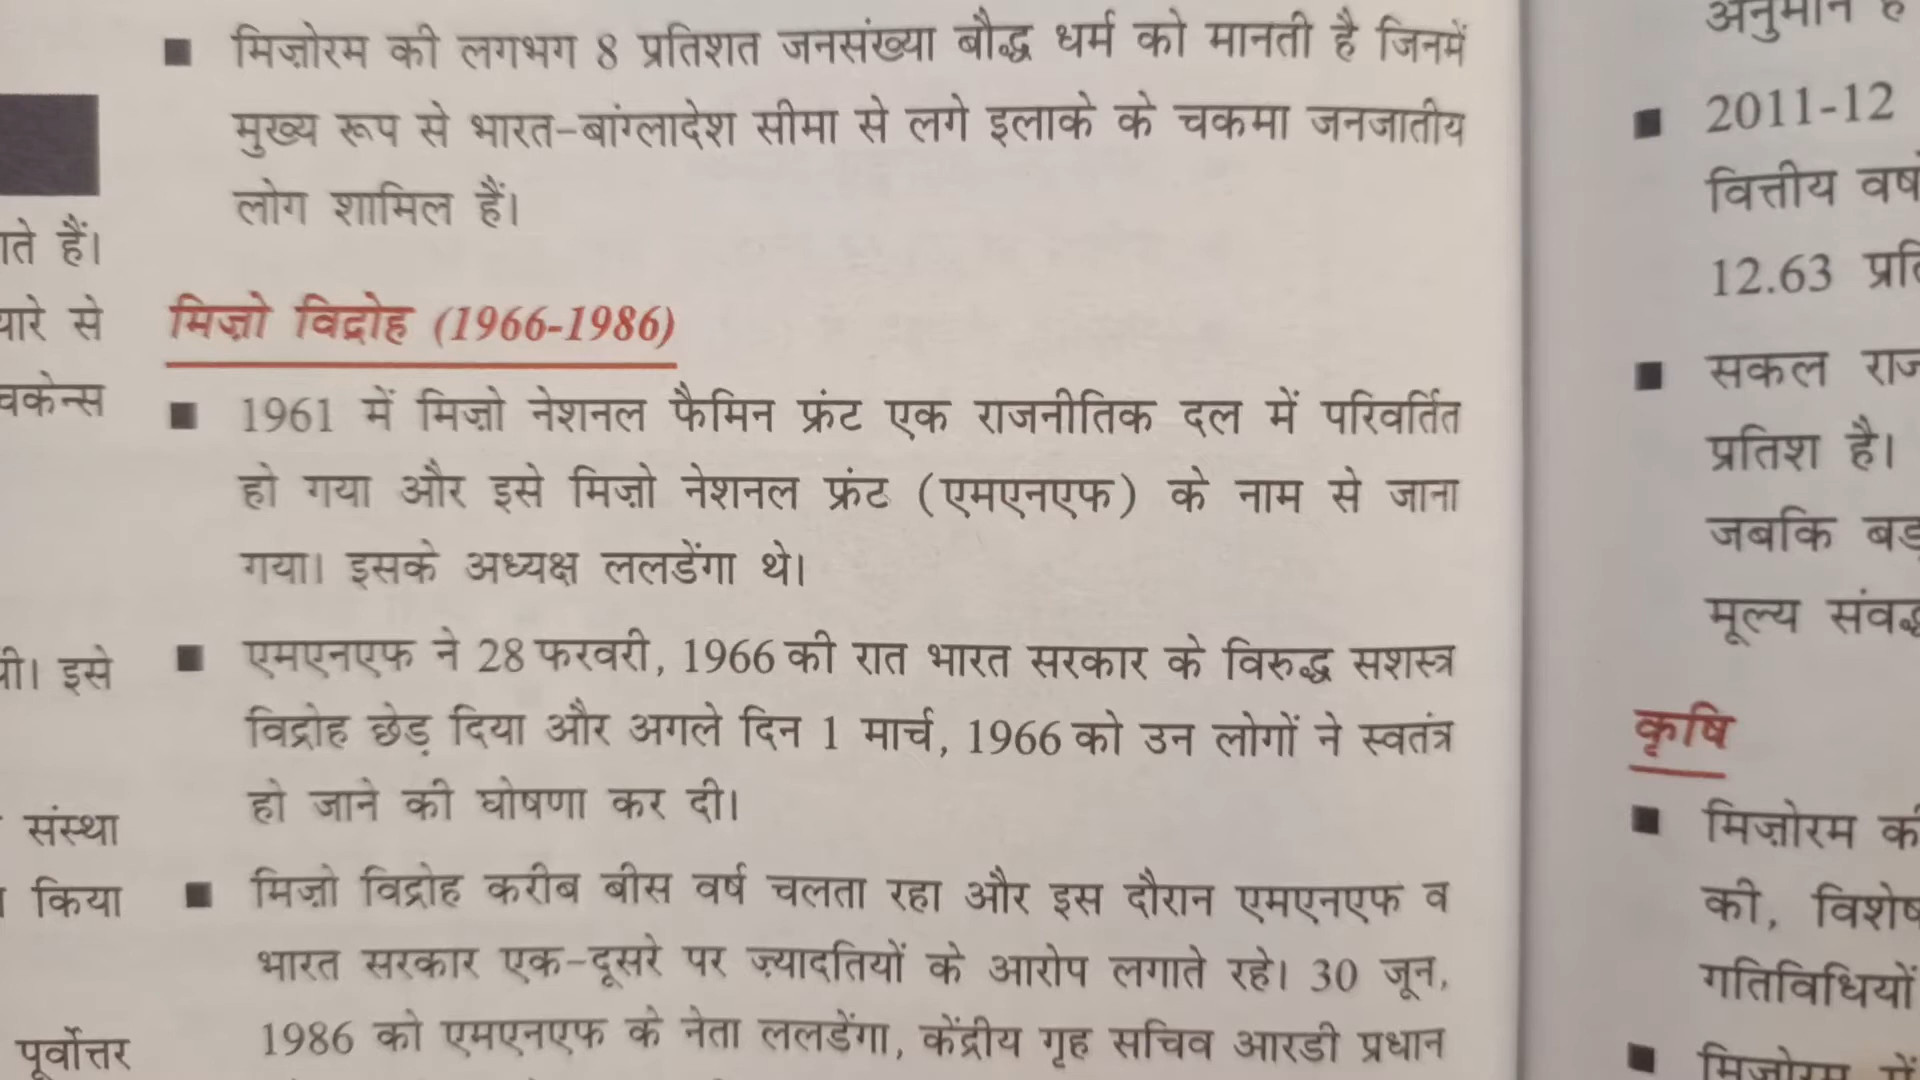 ाते हैं।
यारे से
वकेन्स
ी। इसे
संस्था
किया
पूर्वोत्तर
■ मिज़ोरम की लगभग 8 प्रतिशत जनसंख्या बौद्ध धर्म को मानती है जिनमें
मुख्य रूप से भारत-बांग्लादेश सीमा से लगे इलाके के चकमा जनजातीय
लोग शामिल हैं।
मिज़ो विद्रोह (1966-1986)
■ 1961 में मिज़ो नेशनल फैमिन फ्रंट एक राजनीतिक दल में परिवर्तित
हो गया और इसे मिज़ो नेशनल फ्रंट (एमएनएफ) के नाम से जाना
गया। इसके अध्यक्ष ललडेंगा थे।
■ एमएनएफ ने 28 फरवरी, 1966 की रात भारत सरकार के विरुद्ध सशस्त्र
विद्रोह छेड़ दिया और अगले दिन 1 मार्च, 1966 को उन लोगों ने स्वतंत्र
हो जाने की घोषणा कर दी।
■ मिज़ो विद्रोह करीब बीस वर्ष चलता रहा और इस दौरान एमएनएफ व
भारत सरकार एक-दूसरे पर ज़्यादतियों के आरोप लगाते रहे। 30 जून,
1986 को एमएनएफ के नेता ललडेंगा, केंद्रीय गृह सचिव आरडी प्रधान
अनुमान है
■ 2011-12
वित्तीय वर्ष
12.63 प्रति
■ सकल राज
प्रतिश है।
जबकि बड़
मूल्य संवर्द्ध
कृषि
■ मिज़ोरम की
की, विशेष
गतिविधियों
■ मिज़ोरम में